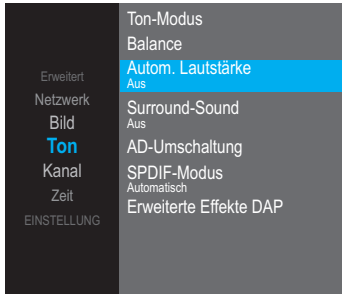 Erweitert
Netzwerk
Bild
Ton
Kanal
Zeit
EINSTELLUNG
Ton-Modus
Balance
Autom. Lautstärke
Aus
Surround-Sound
Aus
AD-Umschaltung
SPDIF-Modus
Automatisch
Erweiterte Effekte DAP